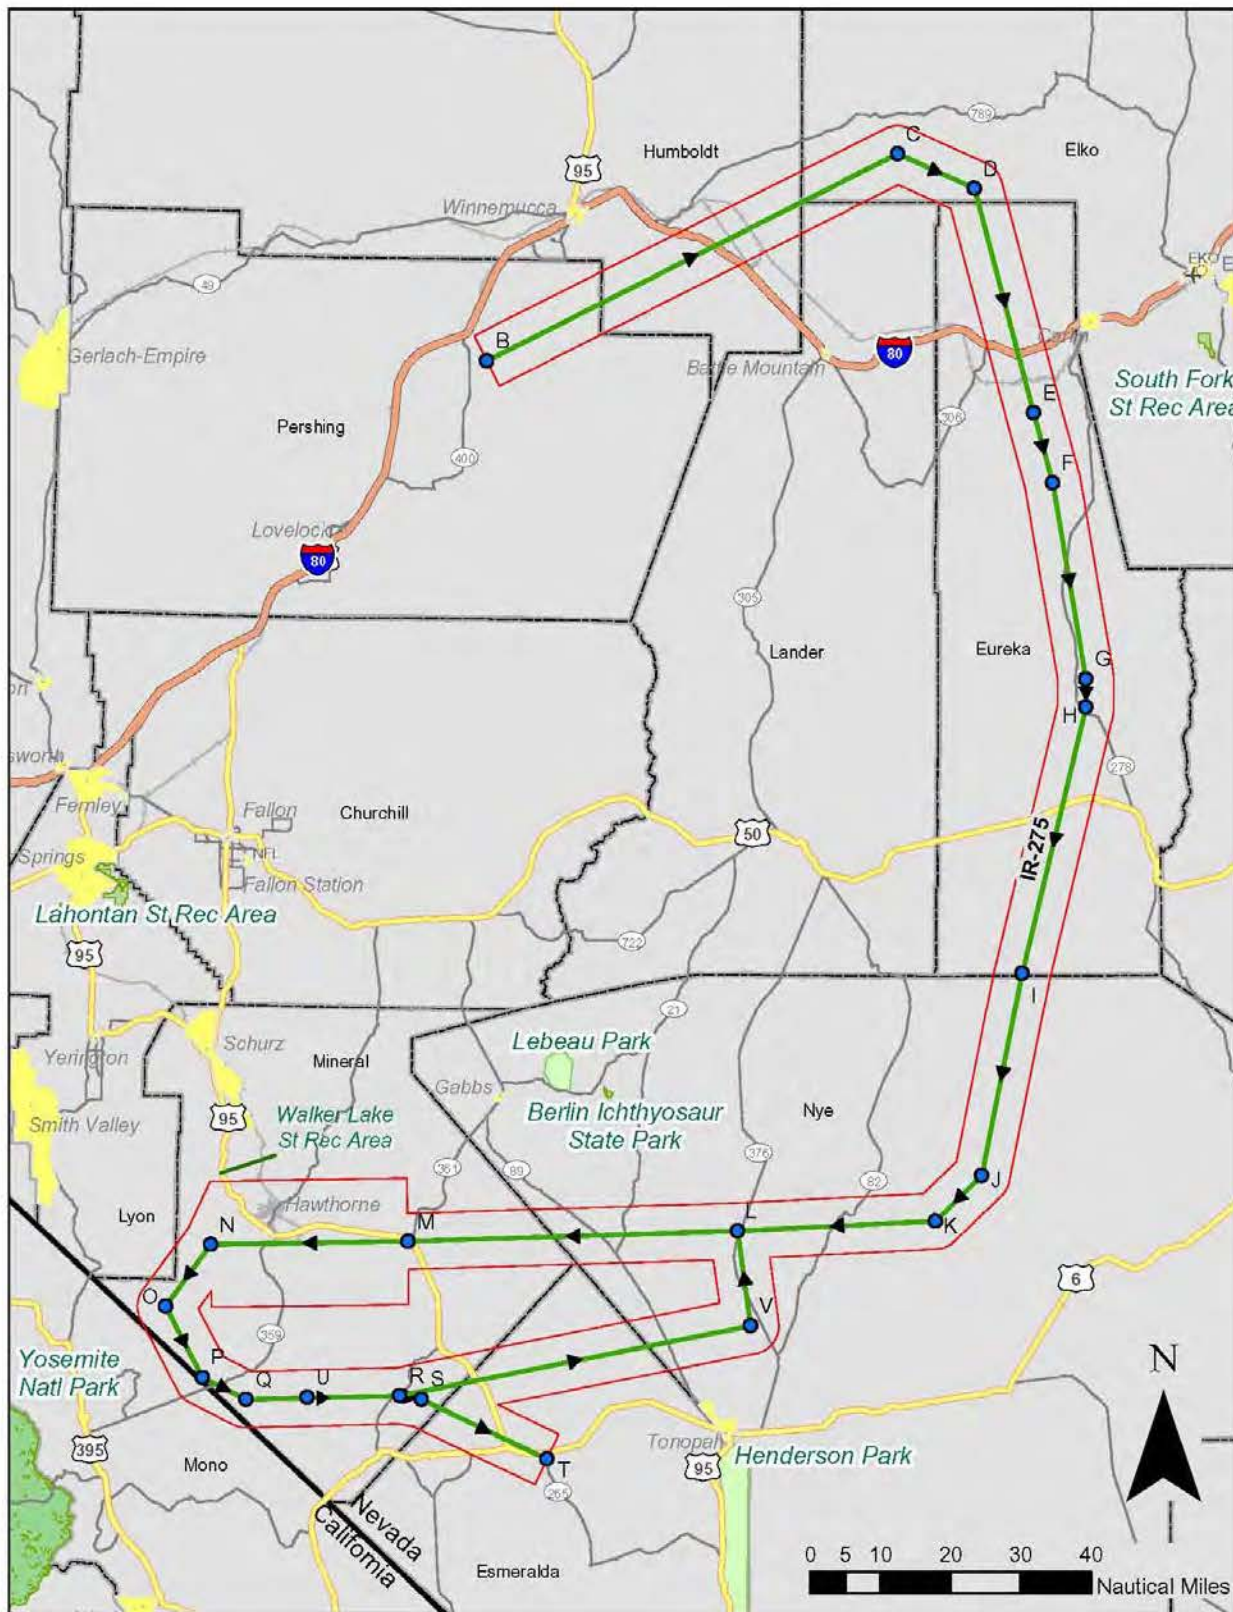 C
789
D
Humboldt
Elko
95
Winnemucca
EKO
49
B
Gerlach-Empire
80
Battle Mountain
Carlin
South Fork
St Rec Area
E
306
Pershing
400
F
Lovelock
80
305
Lander
Eureka
G
H
278
Fernley
Fallon
Churchill
50
IR-275
Springs
NFL
Fallon Station
Lahontan St Rec Area
722
95
I
21
Yerington
Schurz
Mineral
Lebeau Park
Gabbs
Berlin Ichthyosaur
State Park
Nye
Smith Valley
95
Walker Lake
St Rec Area
361
89
376
82
J
Hawthorne
Lyon
N
M
L
K
6
O
V
359
Yosemite
Natl Park
P
Q
U
R
S
N
395
Mono
T
Tonopah
95
Henderson Park
265
Nevada
California
Esmeralda
0 5 10 20 30 40
Nautical Miles